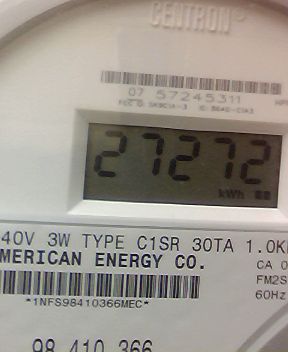 CENTRON®
07 57245311
27272
kWh
40V 3W TYPE C1SR 30TA 1.0K
MERICAN ENERGY CO.
CA 0
FM2S
60Hz
*1NFS98410366MEC*
98 410 366